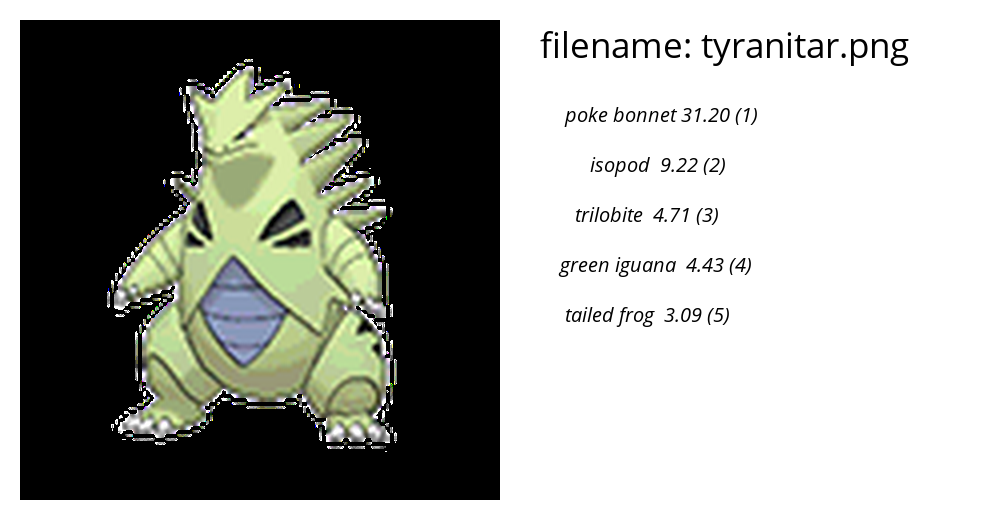 filename: tyranitar.png
poke bonnet 31.20 (1)
isopod 9.22 (2)
trilobite 4.71 (3)
green iguana 4.43 (4)
tailed frog 3.09 (5)